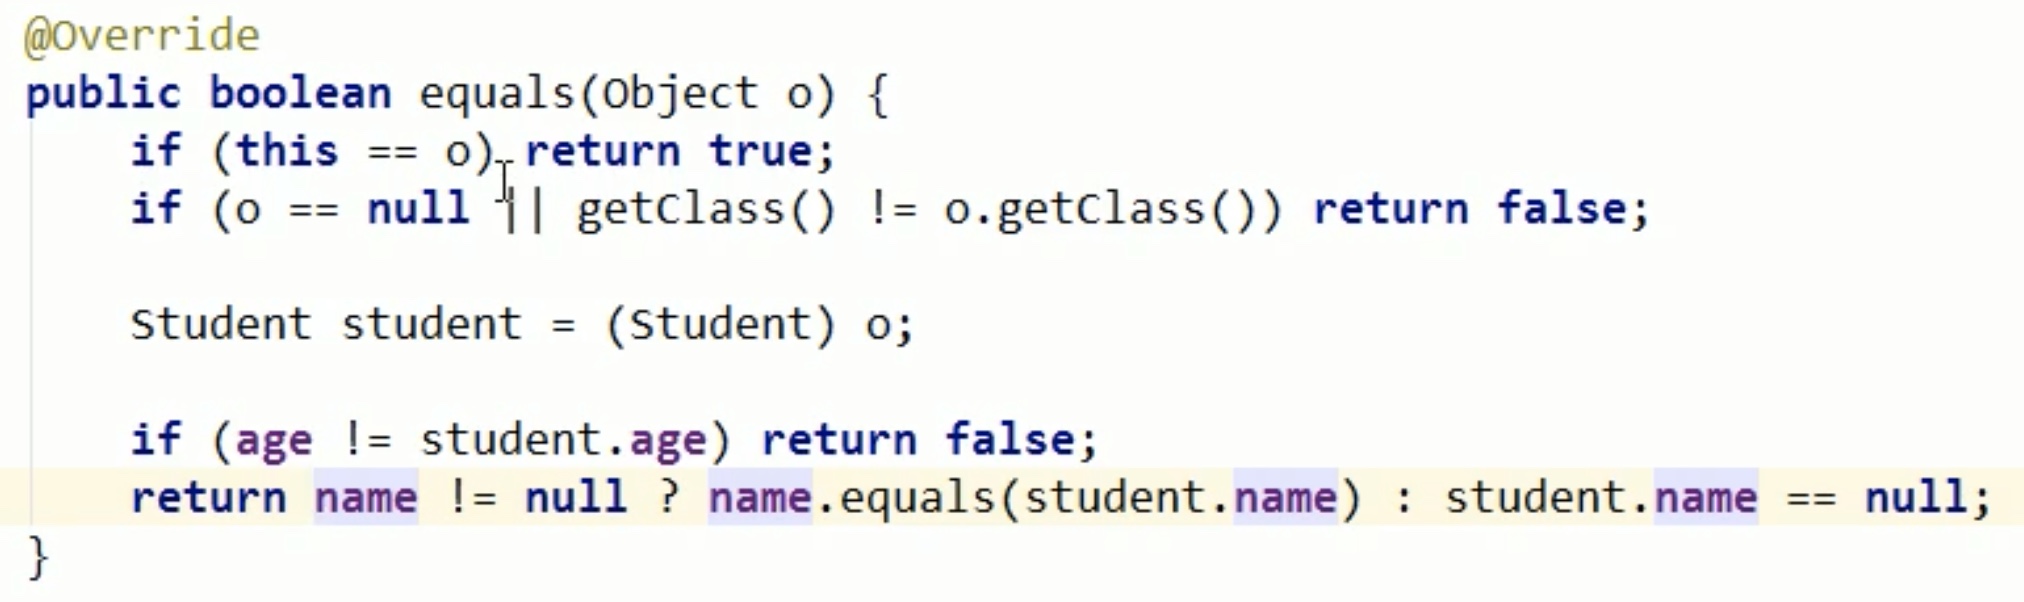 @Override
public boolean equals(Object o) {
if (this == o) return true;
if (o == null || getClass() != o.getClass()) return false;
Student student = (Student) o;
if (age != student.age) return false;
return name != null ? name.equals(student.name) : student.name == null;
}